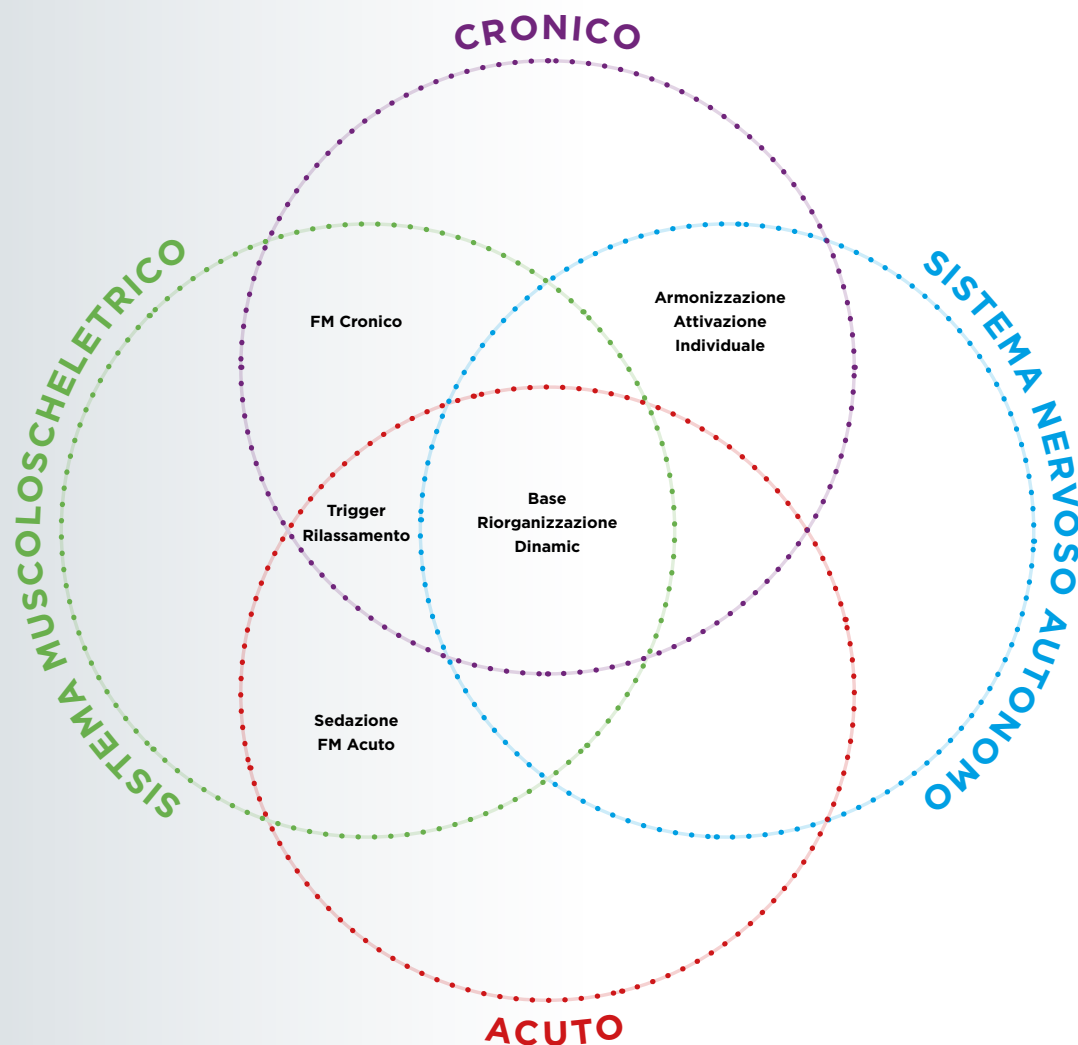 CRONICO
SISTEMA MUSCOLOSCHELETRICO
SISTEMA NERVOSO AUTONOMO
FM Cronico
Armonizzazione
Attivazione
Individuale
Trigger
Rilassamento
Base
Riorganizzazione
Dinamic
Sedazione
FM Acuto
ACUTO